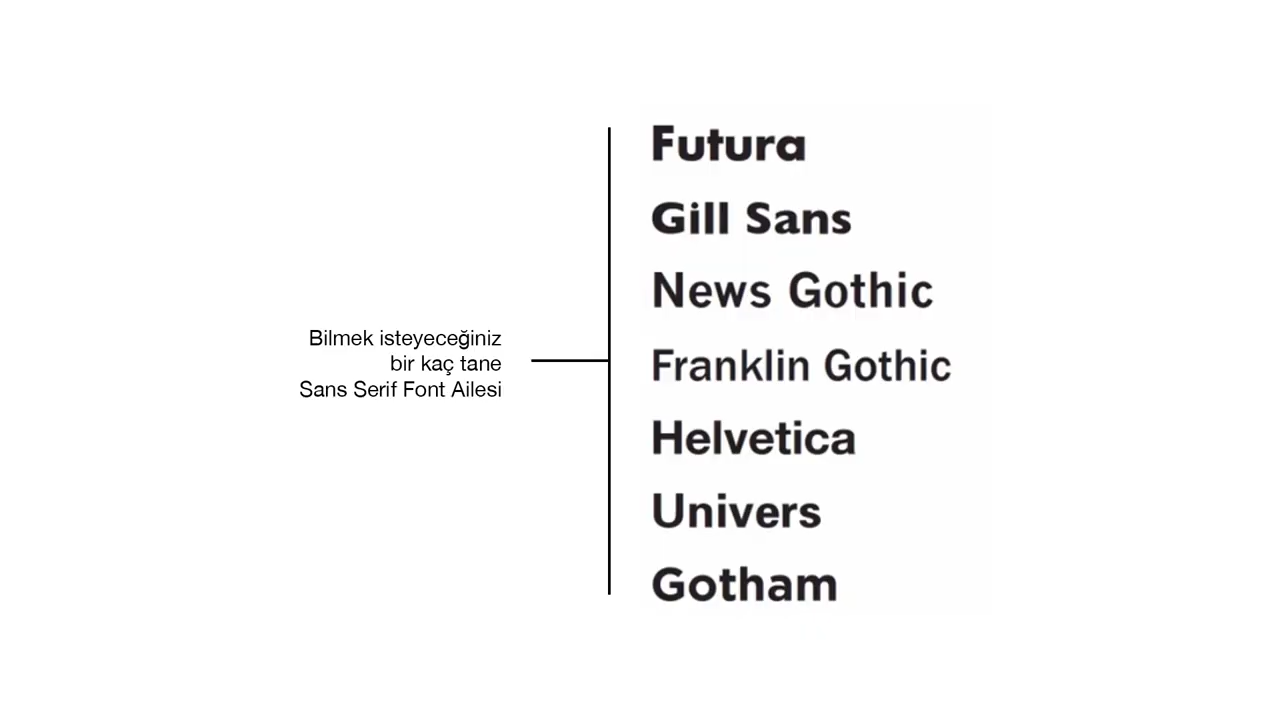 Bilmek isteyeceğiniz
bir kaç tane
Sans Serif Font Ailesi
Futura
Gill Sans
News Gothic
Franklin Gothic
Helvetica
Univers
Gotham